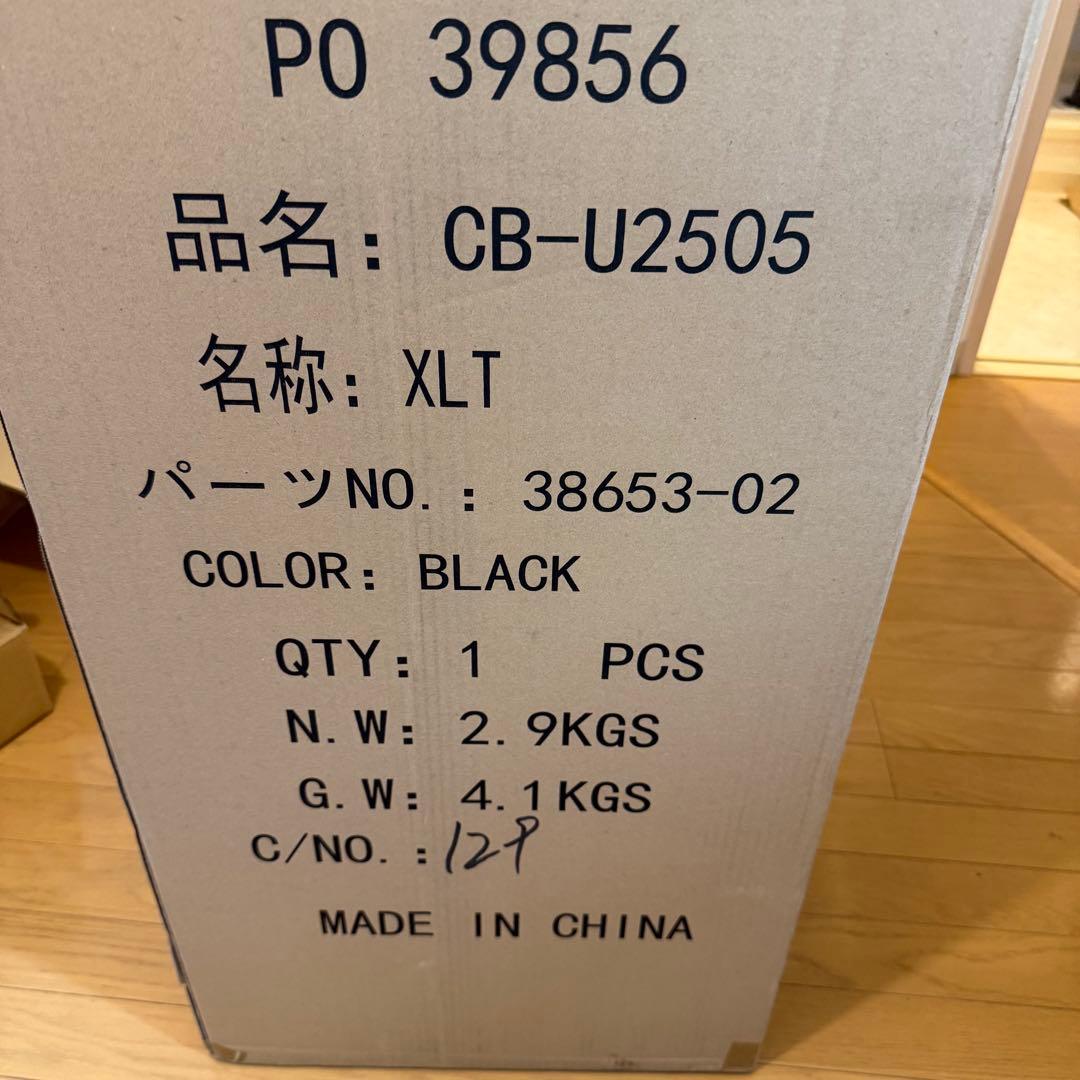 PO 39856
品名：CB-U2505
名称：XLT
パーツNO.：38653-02
COLOR：BLACK
QTY：1 PCS
N.W：2.9KGS
G.W：4.1KGS
C/NO.：129
MADE IN CHINA